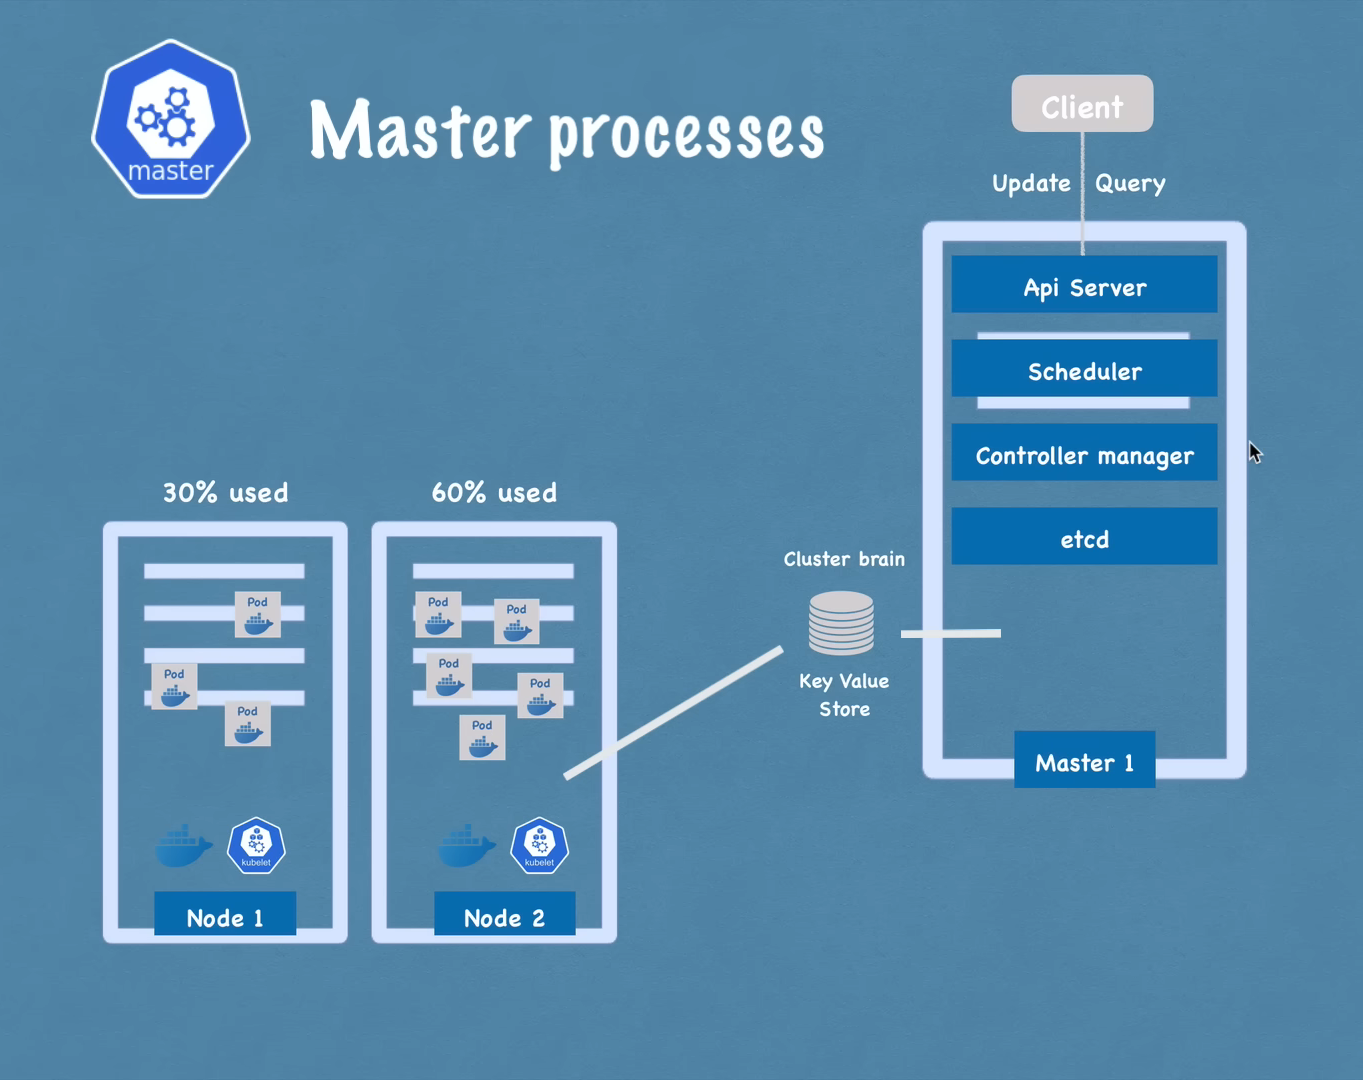 master
Master processes
Client
Update Query
Api Server
Scheduler
Controller manager
etcd
Master 1
Cluster brain
Key Value
Store
30% used
Pod
Pod
Pod
kubelet
Node 1
60% used
Pod
Pod
Pod
Pod
Pod
kubelet
Node 2